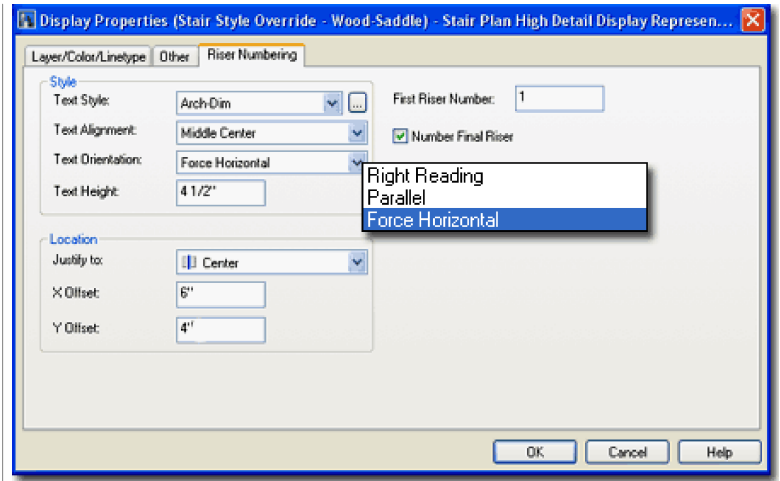 Display Properties (Stair Style Override - Wood-Saddle) - Stair Plan High Detail Display Represen...
Layer/Color/Linetype Other Riser Numbering
Style
Text Style: Arch-Dim ...
First Riser Number: 1
Text Alignment: Middle Center
Number Final Riser
Text Orientation: Force Horizontal
Right Reading
Parallel
Force Horizontal
Text Height: 4 1/2"
Location
Justify to: Center
X Offset: 6"
Y Offset: 4"
OK Cancel Help